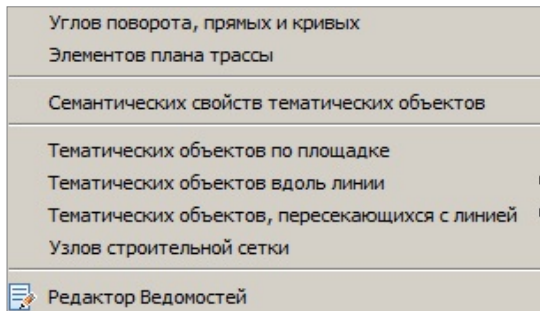 Углов поворота, прямых и кривых
Элементов плана трассы
Семантических свойств тематических объектов
Тематических объектов по площадке
Тематических объектов вдоль линии
Тематических объектов, пересекающихся с линией
Узлов строительной сетки
Редактор Ведомостей